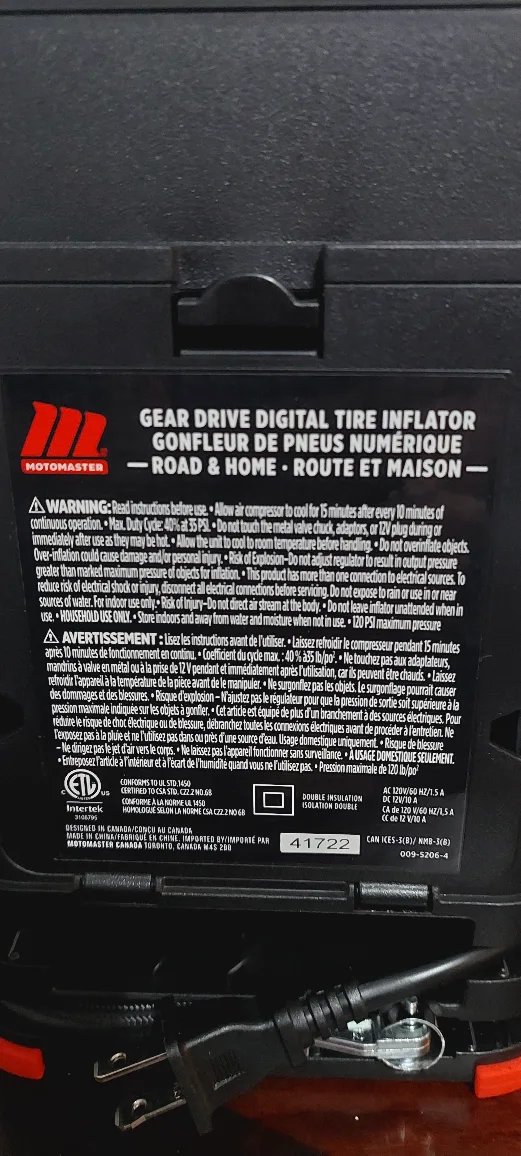 MOTOMASTER
GEAR DRIVE DIGITAL TIRE INFLATOR
GONFLEUR DE PNEUS NUMÉRIQUE
— ROAD & HOME • ROUTE ET MAISON —
WARNING: Read instructions before use. • Allow air compressor to cool for 15 minutes after every 10 minutes of
continuous operation. • Max. Duty Cycle: 40% at 35 PSI. • Do not touch the metal valve chuck, adaptors, or 12V plug during or
immediately after use as they may be hot. • Allow the unit to cool to room temperature before handling. • Do not overinflate objects.
Over-inflation could cause damage and/or personal injury. • Risk of Explosion–Do not adjust regulator to result in output pressure
greater than marked maximum pressure of objects for inflation. • This product has more than one connection to electrical sources. To
reduce risk of electrical shock or injury, disconnect all electrical connections before servicing. Do not expose to rain or use in or near
sources of water. For indoor use only. • Risk of Injury–Do not direct air stream at the body. • Do not leave inflator unattended when in
use. • HOUSEHOLD USE ONLY. • Store indoors and away from water and moisture when not in use. • 120 PSI maximum pressure
AVERTISSEMENT : Lisez les instructions avant de l'utiliser. • Laissez refroidir le compresseur pendant 15 minutes
après 10 minutes de fonctionnement en continu. • Coefficient du cycle max. : 40 % à 35 lb/po². • Ne touchez pas aux adaptateurs,
mandrins à valve en métal ou à la prise de 12 V pendant et immédiatement après l'utilisation, car ils peuvent être chauds. • Laissez
refroidir l'appareil à la température de la pièce avant de le manipuler. • Ne surgonflez pas les objets. Le surgonflage pourrait causer
des dommages et des blessures. • Risque d'explosion – N'ajustez pas le régulateur pour que la pression de sortie soit supérieure à la
pression maximale indiquée sur les objets à gonfler. • Cet article est équipé de plus d'un branchement à des sources électriques. Pour
réduire le risque de choc électrique ou de blessure, débranchez toutes les connexions électriques avant de procéder à l'entretien. Ne
l'exposez pas à la pluie et ne l'utilisez pas dans ou près d'une source d'eau. Usage domestique uniquement. • Risque de blessure
– Ne dirigez pas le jet d'air vers le corps. • Ne laissez pas l'appareil fonctionner sans surveillance. • À USAGE DOMESTIQUE SEULEMENT.
• Entreposez l'article à l'intérieur et à l'écart de l'humidité quand vous ne l'utilisez pas. • Pression maximale de 120 lb/po²
C ETL US
Intertek
3108795
CONFORMS TO UL STD.1450
CERTIFIED TO CSA STD. C22.2 NO.68
CONFORME À LA NORME UL 1450
HOMOLOGUÉ SELON LA NORME CSA C22.2 NO 68
DOUBLE INSULATION
ISOLATION DOUBLE
AC 120V/60 HZ/1.5 A
DC 12V/10 A
CA de 120 V/60 HZ/1,5 A
CC de 12 V/10 A
DESIGNED IN CANADA/CONÇU AU CANADA
MADE IN CHINA/FABRIQUÉ EN CHINE. IMPORTED BY/IMPORTÉ PAR
MOTOMASTER CANADA TORONTO, CANADA M4S 2B8
41722
CAN ICES-3(B)/ NMB-3(B)
009-5206-4